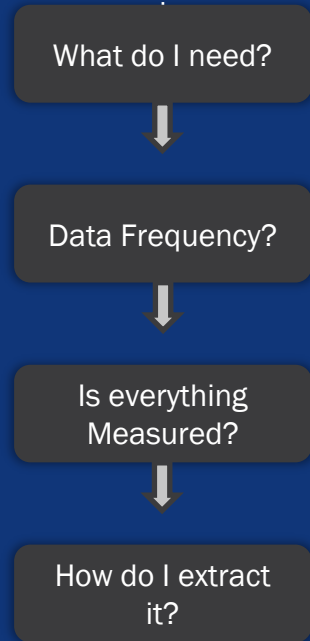 What do I need?
Data Frequency?
Is everything
Measured?
How do I extract
it?